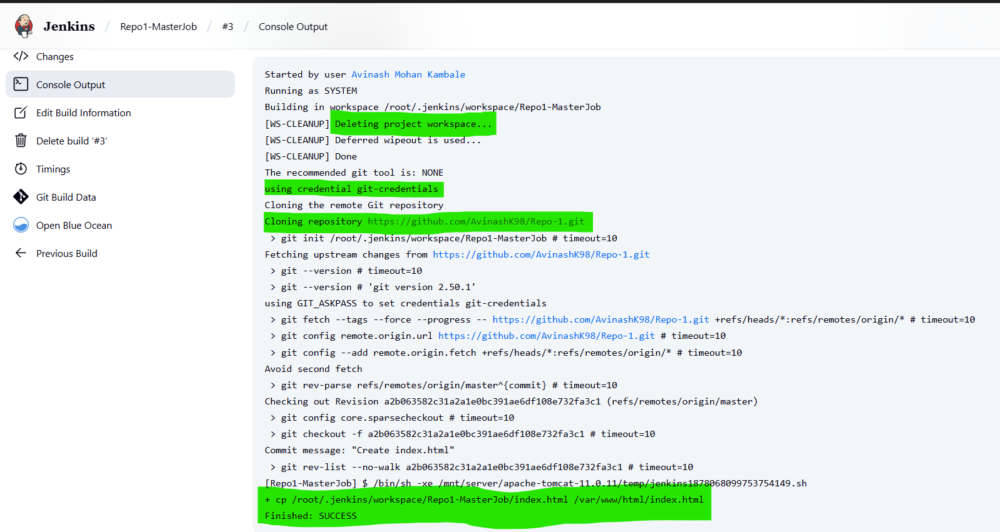 Jenkins / Repo1-MasterJob / #3 / Console Output
Changes
Console Output
Edit Build Information
Delete build ‘#3’
Timings
Git Build Data
Open Blue Ocean
Previous Build
Started by user Avinash Mohan Kambale
Running as SYSTEM
Building in workspace /root/.jenkins/workspace/Repo1-MasterJob
[WS-CLEANUP] Deleting project workspace...
[WS-CLEANUP] Deferred wipeout is used...
[WS-CLEANUP] Done
The recommended git tool is: NONE
using credential git-credentials
Cloning the remote Git repository
Cloning repository https://github.com/AvinashK98/Repo-1.git
> git init /root/.jenkins/workspace/Repo1-MasterJob # timeout=10
Fetching upstream changes from https://github.com/AvinashK98/Repo-1.git
> git --version # timeout=10
> git --version # 'git version 2.50.1'
using GIT_ASKPASS to set credentials git-credentials
> git fetch --tags --force --progress -- https://github.com/AvinashK98/Repo-1.git +refs/heads/*:refs/remotes/origin/* # timeout=10
> git config remote.origin.url https://github.com/AvinashK98/Repo-1.git # timeout=10
> git config --add remote.origin.fetch +refs/heads/*:refs/remotes/origin/* # timeout=10
Avoid second fetch
> git rev-parse refs/remotes/origin/master^{commit} # timeout=10
Checking out Revision a2b063582c31a2a1e0bc391ae6df108e732fa3c1 (refs/remotes/origin/master)
> git config core.sparsecheckout # timeout=10
> git checkout -f a2b063582c31a2a1e0bc391ae6df108e732fa3c1 # timeout=10
Commit message: "Create index.html"
> git rev-list --no-walk a2b063582c31a2a1e0bc391ae6df108e732fa3c1 # timeout=10
[Repo1-MasterJob] $ /bin/sh -xe /mnt/server/apache-tomcat-11.0.11/temp/jenkins1878068099753754149.sh
+ cp /root/.jenkins/workspace/Repo1-MasterJob/index.html /var/www/html/index.html
Finished: SUCCESS